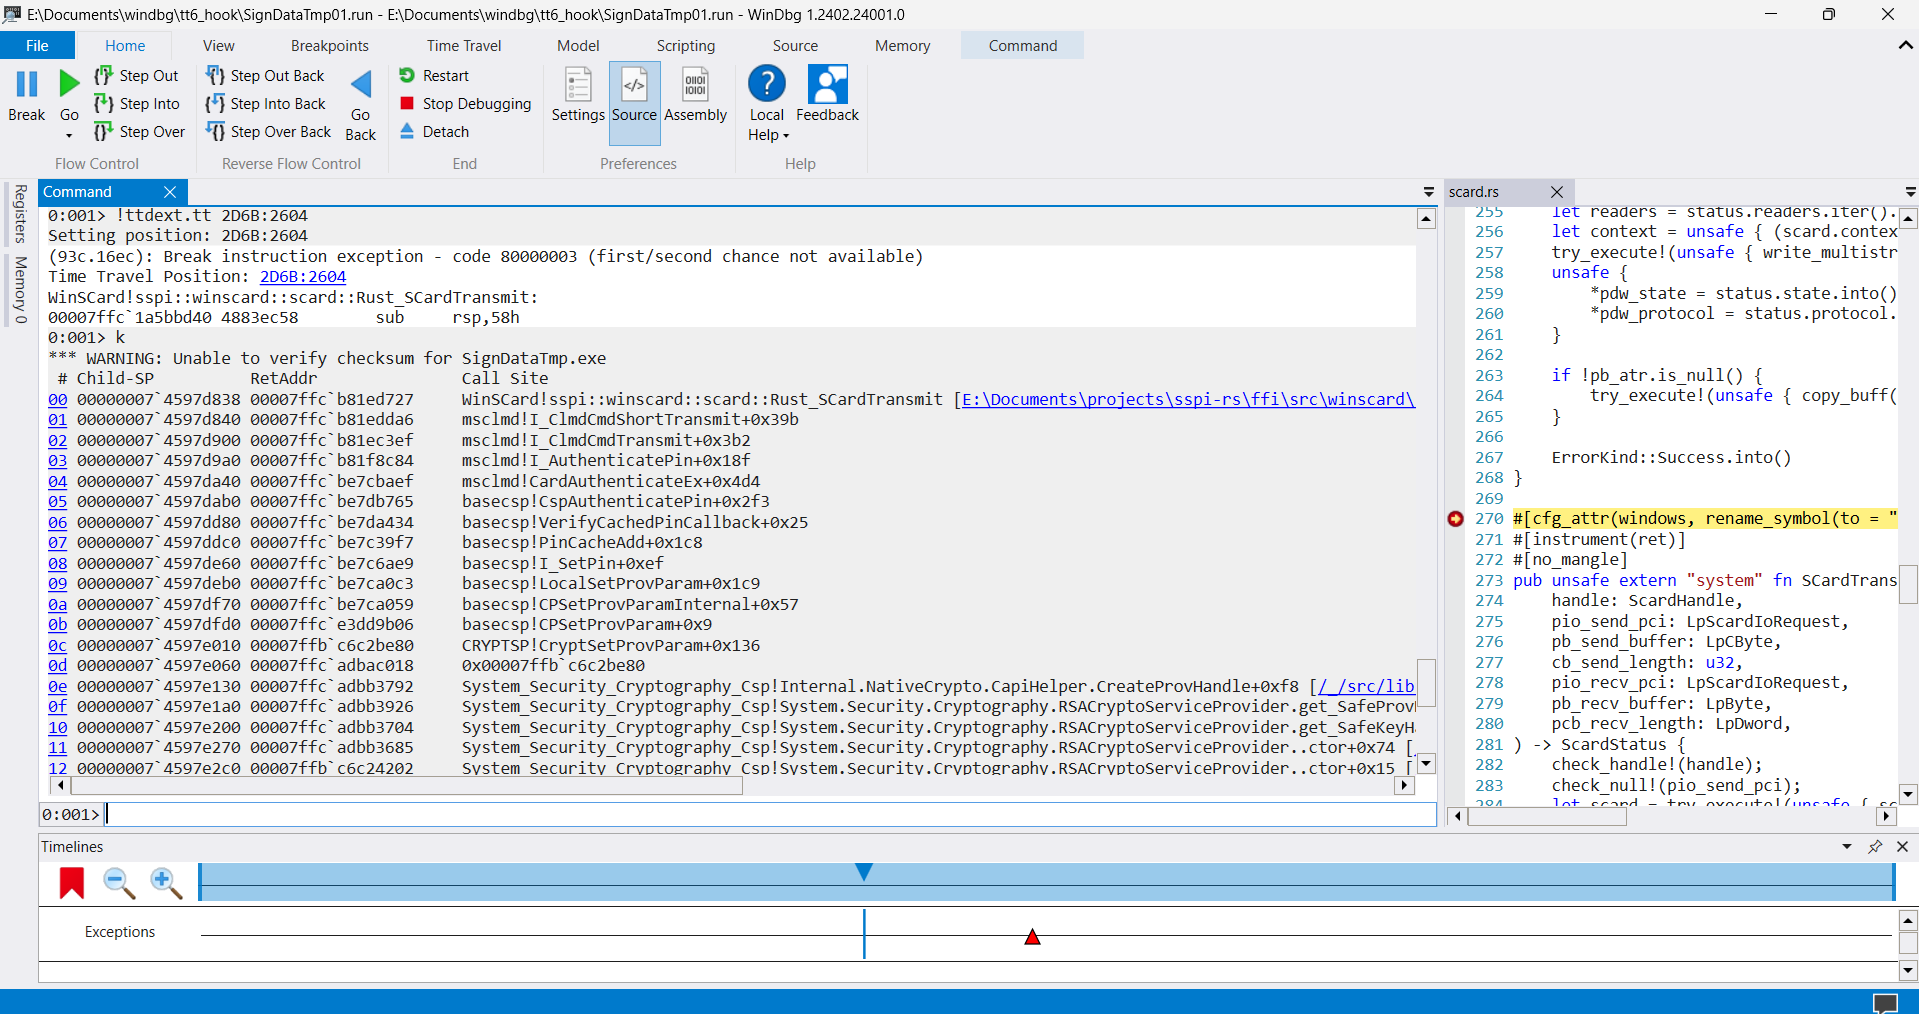 E:\Documents\windbg\tt6_hook\SignDataTmp01.run - E:\Documents\windbg\tt6_hook\SignDataTmp01.run - WinDbg 1.2402.24001.0
File Home View Breakpoints Time Travel Model Scripting Source Memory Command
Break
Go
Step Out
Step Into
Step Over
Flow Control
Step Out Back
Step Into Back
Step Over Back
Go Back
Reverse Flow Control
Restart
Stop Debugging
Detach
End
Settings
Source
Assembly
Preferences
Local Help
Feedback
Help
Registers
Memory 0
Command
0:001> !ttdext.tt 2D6B:2604
Setting position: 2D6B:2604
(93c.16ec): Break instruction exception - code 80000003 (first/second chance not available)
Time Travel Position: 2D6B:2604
WinSCard!sspi::winscard::scard::Rust_SCardTransmit:
00007ffc`1a5bbd40 4883ec58 sub rsp,58h
0:001> k
*** WARNING: Unable to verify checksum for SignDataTmp.exe
# Child-SP RetAddr Call Site
00 00000007`4597d838 00007ffc`b81ed727 WinSCard!sspi::winscard::scard::Rust_SCardTransmit [E:\Documents\projects\sspi-rs\ffi\src\winscard\
01 00000007`4597d840 00007ffc`b81edda6 msclmd!I_ClmdCmdShortTransmit+0x39b
02 00000007`4597d900 00007ffc`b81ec3ef msclmd!I_ClmdCmdTransmit+0x3b2
03 00000007`4597d9a0 00007ffc`b81f8c84 msclmd!I_AuthenticatePin+0x18f
04 00000007`4597da40 00007ffc`be7cbaef msclmd!CardAuthenticateEx+0x4d4
05 00000007`4597dab0 00007ffc`be7db765 basecsp!CspAuthenticatePin+0x2f3
06 00000007`4597dd80 00007ffc`be7da434 basecsp!VerifyCachedPinCallback+0x25
07 00000007`4597ddc0 00007ffc`be7c39f7 basecsp!PinCacheAdd+0x1c8
08 00000007`4597de60 00007ffc`be7c6ae9 basecsp!I_SetPin+0xef
09 00000007`4597deb0 00007ffc`be7ca0c3 basecsp!LocalSetProvParam+0x1c9
0a 00000007`4597df70 00007ffc`be7ca059 basecsp!CPSetProvParamInternal+0x57
0b 00000007`4597dfd0 00007ffc`e3dd9b06 basecsp!CPSetProvParam+0x9
0c 00000007`4597e010 00007ffb`c6c2be80 CRYPTSP!CryptSetProvParam+0x136
0d 00000007`4597e060 00007ffc`adbac018 0x00007ffb`c6c2be80
0e 00000007`4597e130 00007ffc`adbb3792 System_Security_Cryptography_Csp!Internal.NativeCrypto.CapiHelper.CreateProvHandle+0xf8 [/_/src/lib
0f 00000007`4597e1a0 00007ffc`adbb3926 System_Security_Cryptography_Csp!System.Security.Cryptography.RSACryptoServiceProvider.get_SafeProv
10 00000007`4597e200 00007ffc`adbb3704 System_Security_Cryptography_Csp!System.Security.Cryptography.RSACryptoServiceProvider.get_SafeKeyH
11 00000007`4597e270 00007ffc`adbb3685 System_Security_Cryptography_Csp!System.Security.Cryptography.RSACryptoServiceProvider..ctor+0x74 [
12 00000007`4597e2c0 00007ffb`c6c24202 System_Security_Cryptography_Csp!System.Security.Cryptography.RSACryptoServiceProvider..ctor+0x15 [
0:001>
scard.rs
255 let readers = status.readers.iter().
256 let context = unsafe { (scard.contex
257 try_execute!(unsafe { write_multistr
258 unsafe {
259 *pdw_state = status.state.into()
260 *pdw_protocol = status.protocol.
261 }
262
263 if !pb_atr.is_null() {
264 try_execute!(unsafe { copy_buff(
265 }
266
267 ErrorKind::Success.into()
268 }
269
270 #[cfg_attr(windows, rename_symbol(to = "
271 #[instrument(ret)]
272 #[no_mangle]
273 pub unsafe extern "system" fn SCardTrans
274 handle: ScardHandle,
275 pio_send_pci: LpScardIoRequest,
276 pb_send_buffer: LpCByte,
277 cb_send_length: u32,
278 pio_recv_pci: LpScardIoRequest,
279 pb_recv_buffer: LpByte,
280 pcb_recv_length: LpDword,
281 ) -> ScardStatus {
282 check_handle!(handle);
283 check_null!(pio_send_pci);
284 let scard = try_execute!(unsafe { sc
Timelines
Exceptions